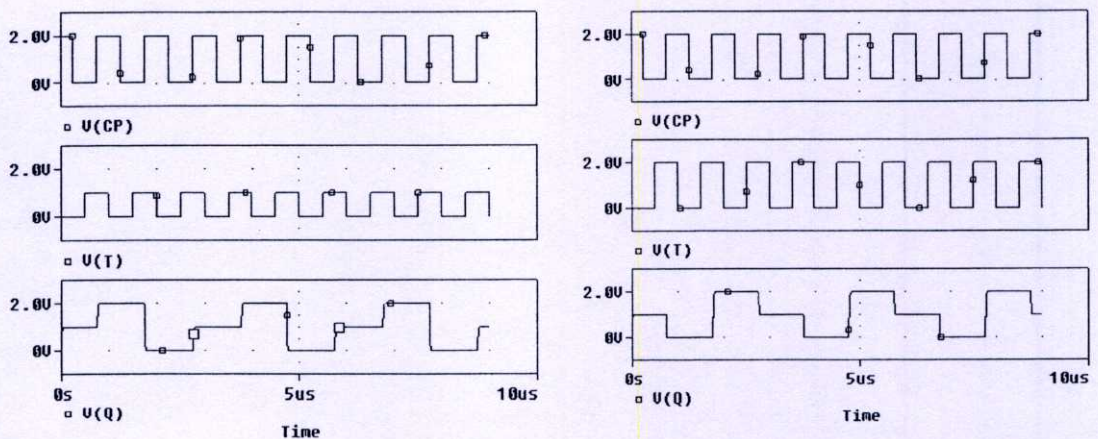 2.0V
0V
V(CP)
2.0V
0V
V(T)
2.0V
0V
0s 5us 10us
V(Q)
Time
2.0V
0V
V(CP)
2.0V
0V
V(T)
2.0V
0V
0s 5us 10us
V(Q)
Time